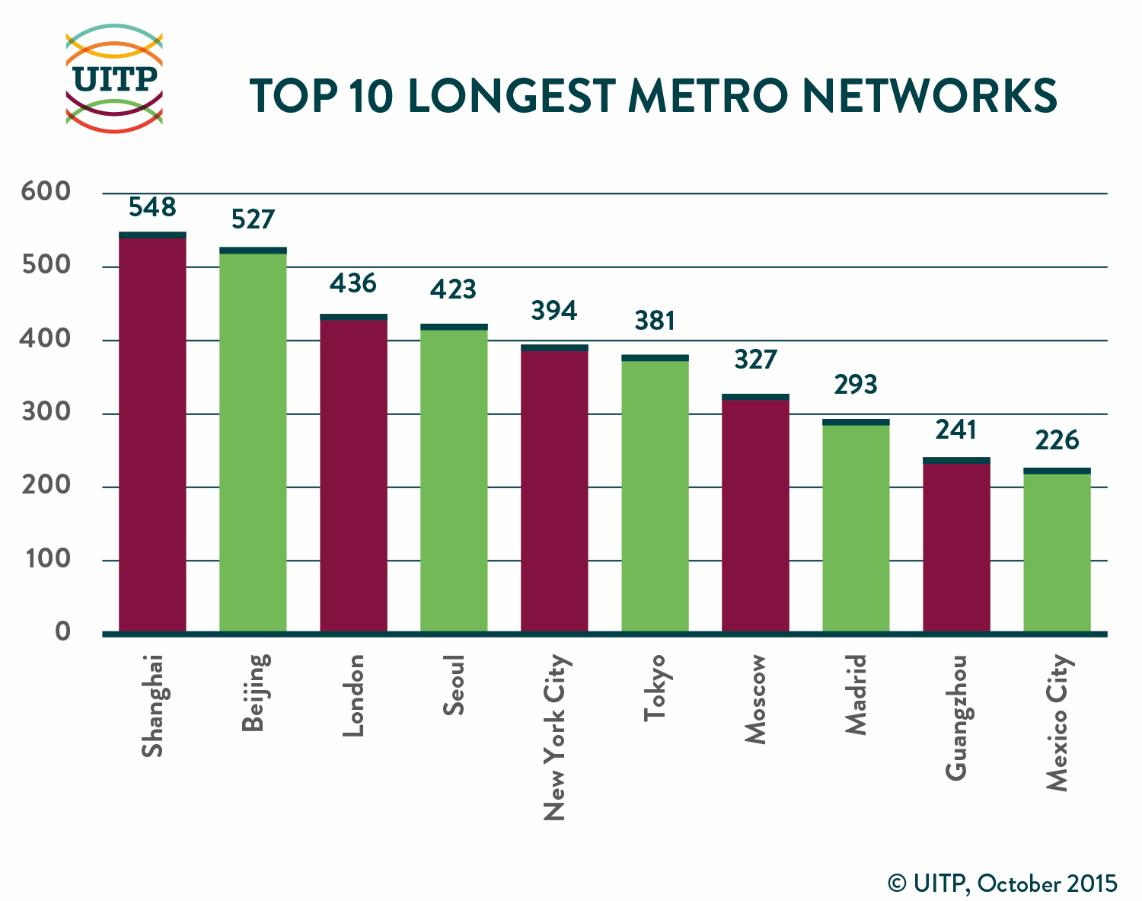 UITP
TOP 10 LONGEST METRO NETWORKS
600
500
400
300
200
100
0
548
527
436
423
394
381
327
293
241
226
Shanghai
Beijing
London
Seoul
New York City
Tokyo
Moscow
Madrid
Guangzhou
Mexico City
© UITP, October 2015